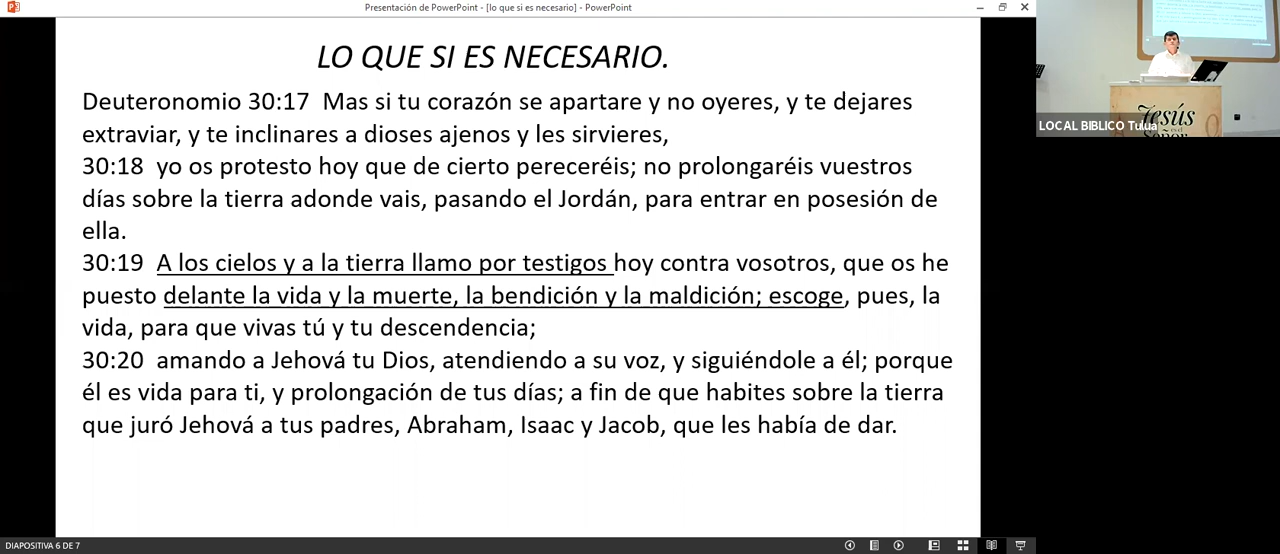 Presentación de PowerPoint - [lo que si es necesario] - PowerPoint
LO QUE SI ES NECESARIO.
Deuteronomio 30:17 Mas si tu corazón se apartare y no oyeres, y te dejares
extraviar, y te inclinares a dioses ajenos y les sirvieres,
30:18 yo os protesto hoy que de cierto pereceréis; no prolongaréis vuestros
días sobre la tierra adonde vais, pasando el Jordán, para entrar en posesión de
ella.
30:19 A los cielos y a la tierra llamo por testigos hoy contra vosotros, que os he
puesto delante la vida y la muerte, la bendición y la maldición; escoge, pues, la
vida, para que vivas tú y tu descendencia;
30:20 amando a Jehová tu Dios, atendiendo a su voz, y siguiéndole a él; porque
él es vida para ti, y prolongación de tus días; a fin de que habites sobre la tierra
que juró Jehová a tus padres, Abraham, Isaac y Jacob, que les había de dar.
DIAPOSITIVA 6 DE 7
Jesús
es el
Señor
LOCAL BIBLICO Tulua